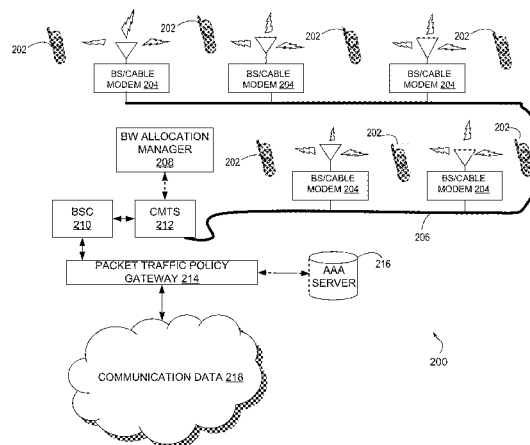 202
202
202
202
BS/CABLE
MODEM 204
BS/CABLE
MODEM 204
BS/CABLE
MODEM 204
BW ALLOCATION
MANAGER
208
202
202
202
BS/CABLE
MODEM 204
BS/CABLE
MODEM 204
BSC
210
CMTS
212
206
PACKET TRAFFIC POLICY
GATEWAY 214
AAA
SERVER
216
200
COMMUNICATION DATA 218